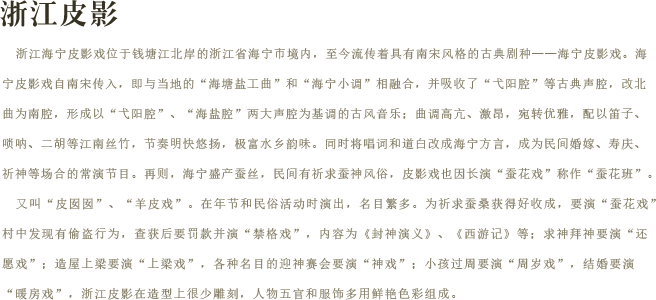 浙江皮影
浙江海宁皮影戏位于钱塘江北岸的浙江省海宁市境内，至今流传着具有南宋风格的古典剧种——海宁皮影戏。海
宁皮影戏自南宋传入，即与当地的“海塘盐工曲”和“海宁小调”相融合，并吸收了“弋阳腔”等古典声腔，改北
曲为南腔，形成以“弋阳腔”、“海盐腔”两大声腔为基调的古风音乐；曲调高亢、激昂，宛转优雅，配以笛子、
唢呐、二胡等江南丝竹，节奏明快悠扬，极富水乡韵味。同时将唱词和道白改成海宁方言，成为民间婚嫁、寿庆、
祈神等场合的常演节目。再则，海宁盛产蚕丝，民间有祈求蚕神风俗，皮影戏也因长演“蚕花戏”称作“蚕花班”。
又叫“皮囡囡”、“羊皮戏”。在年节和民俗活动时演出，名目繁多。为祈求蚕桑获得好收成，要演“蚕花戏”
村中发现有偷盗行为，查获后要罚款并演“禁格戏”，内容为《封神演义》、《西游记》等；求神拜神要演“还
愿戏”；造屋上梁要演“上梁戏”，各种名目的迎神赛会要演“神戏”；小孩过周要演“周岁戏”，结婚要演
“暖房戏”，浙江皮影在造型上很少雕刻，人物五官和服饰多用鲜艳色彩组成。